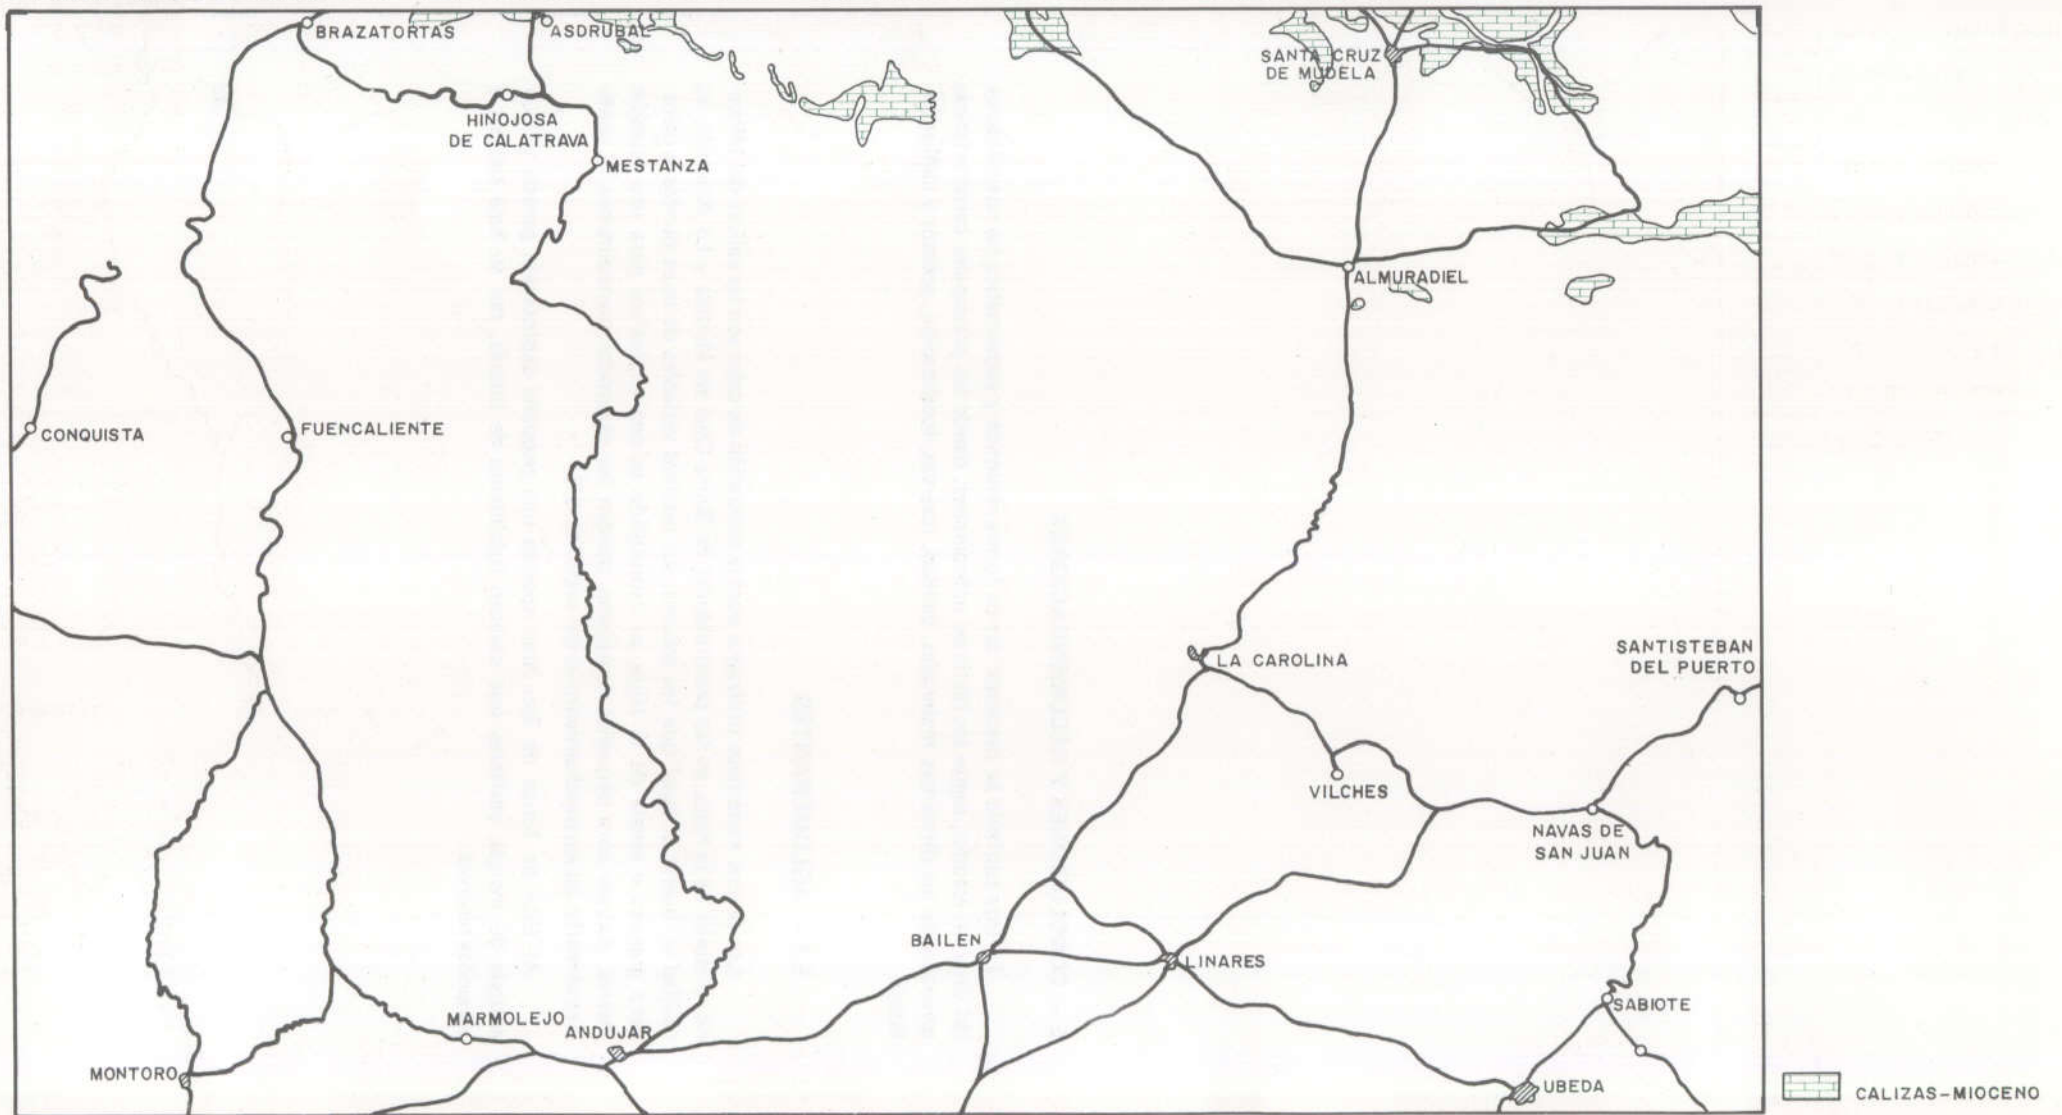 BRAZATORTAS
ASDRUBAL
SANTA CRUZ
DE MUDELA
HINOJOSA
DE CALATRAVA
MESTANZA
ALMURADIEL
CONQUISTA
FUENCALIENTE
LA CAROLINA
SANTISTEBAN
DEL PUERTO
VILCHES
NAVAS DE
SAN JUAN
BAILEN
LINARES
SABIOTE
MARMOLEJO
ANDUJAR
MONTORO
UBEDA
CALIZAS-MIOCENO